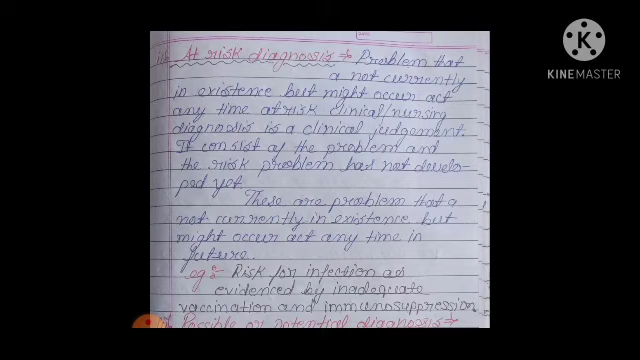 At risk diagnosis → Problem that
a not currently
in existence but might occur act
any time at risk clinical/nursing
diagnosis is a clinical judgement.
It consist of the problem and
the risk problem has not develo-
ped yet.
These are problem that a
not currently in existence but
might occur act any time in
future.
eg:- Risk for infection as
evidenced by inadequate
vaccination and immunosuppression.
Possible or potential diagnosis →
KINEMASTER